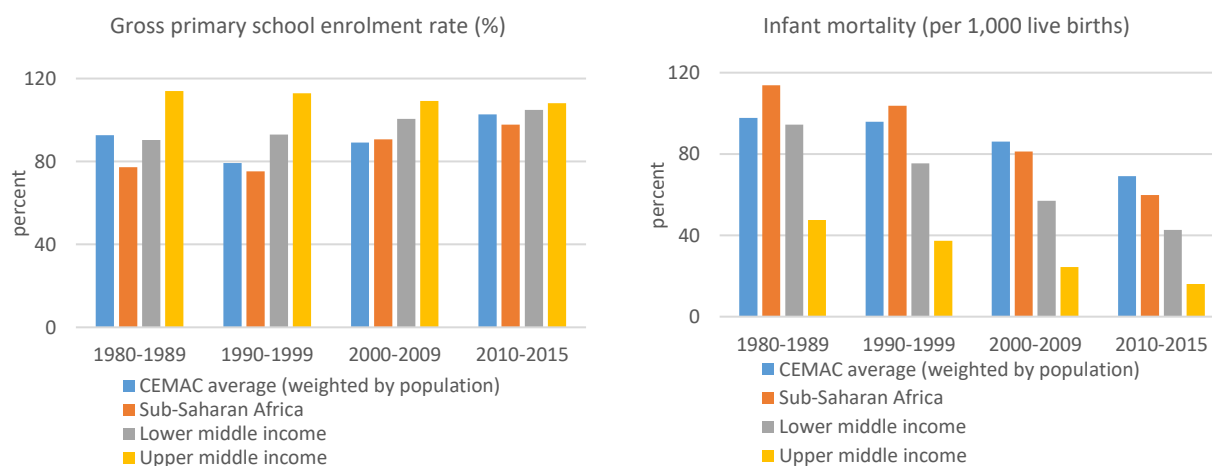 Gross primary school enrolment rate (%)
120
80
40
0
percent
1980-1989
1990-1999
2000-2009
2010-2015
CEMAC average (weighted by population)
Sub-Saharan Africa
Lower middle income
Upper middle income
Infant mortality (per 1,000 live births)
120
80
40
0
percent
1980-1989
1990-1999
2000-2009
2010-2015
CEMAC average (weighted by population)
Sub-Saharan Africa
Lower middle income
Upper middle income